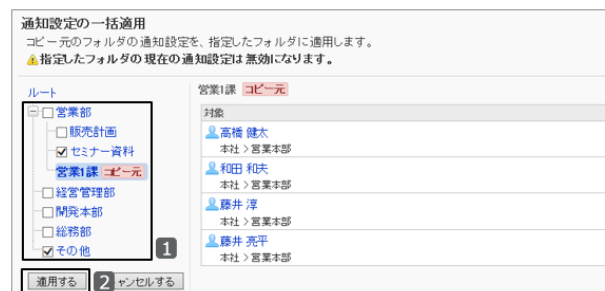 通知設定の一括適用
コピー元のフォルダの通知設定を、指定したフォルダに適用します。
指定したフォルダの現在の通知設定は無効になります。
ルート
営業部
販売計画
セミナー資料
営業1課 コピー元
経営管理部
開発本部
総務部
その他
1
適用する
2
ャンセルする
営業1課 コピー元
対象
高橋 健太
本社 > 営業本部
和田 和夫
本社 > 営業本部
藤井 淳
本社 > 営業本部
藤井 亮平
本社 > 営業本部